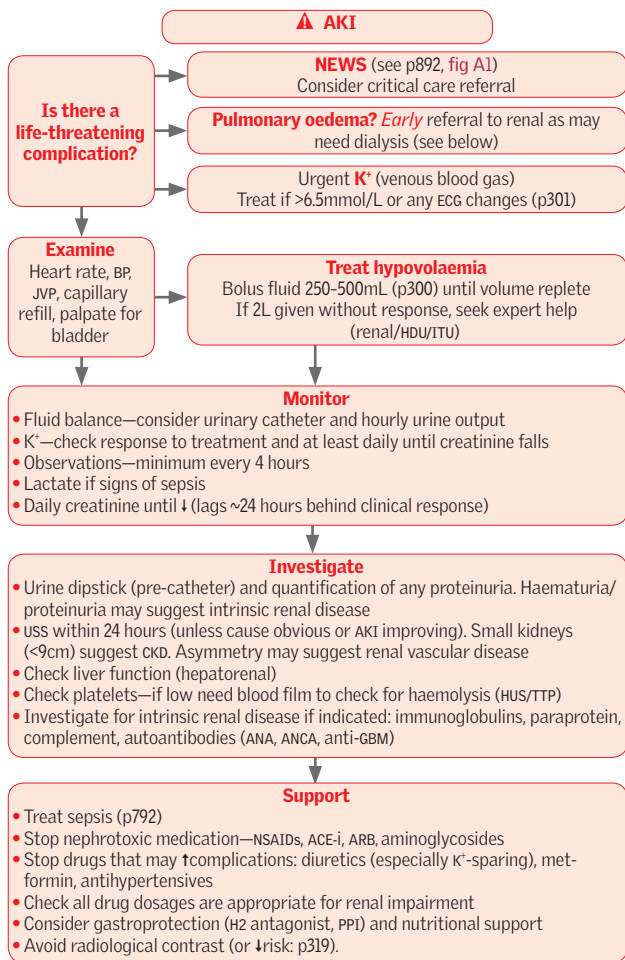 ⚠ AKI
Is there a
life-threatening
complication?
NEWS (see p892, fig A1)
Consider critical care referral
Pulmonary oedema? Early referral to renal as may
need dialysis (see below)
Urgent K⁺ (venous blood gas)
Treat if >6.5mmol/L or any ECG changes (p301)
Examine
Heart rate, BP,
JVP, capillary
refill, palpate for
bladder
Treat hypovolaemia
Bolus fluid 250–500mL (p300) until volume replete
If 2L given without response, seek expert help
(renal/HDU/ITU)
Monitor
• Fluid balance—consider urinary catheter and hourly urine output
• K⁺—check response to treatment and at least daily until creatinine falls
• Observations—minimum every 4 hours
• Lactate if signs of sepsis
• Daily creatinine until ↓ (lags ~24 hours behind clinical response)
Investigate
• Urine dipstick (pre-catheter) and quantification of any proteinuria. Haematuria/
proteinuria may suggest intrinsic renal disease
• USS within 24 hours (unless cause obvious or AKI improving). Small kidneys
(<9cm) suggest CKD. Asymmetry may suggest renal vascular disease
• Check liver function (hepatorenal)
• Check platelets—if low need blood film to check for haemolysis (HUS/TTP)
• Investigate for intrinsic renal disease if indicated: immunoglobulins, paraprotein,
complement, autoantibodies (ANA, ANCA, anti-GBM)
Support
• Treat sepsis (p792)
• Stop nephrotoxic medication—NSAIDs, ACE-i, ARB, aminoglycosides
• Stop drugs that may ↑complications: diuretics (especially K⁺-sparing), met-
formin, antihypertensives
• Check all drug dosages are appropriate for renal impairment
• Consider gastroprotection (H2 antagonist, PPI) and nutritional support
• Avoid radiological contrast (or ↓risk: p319).